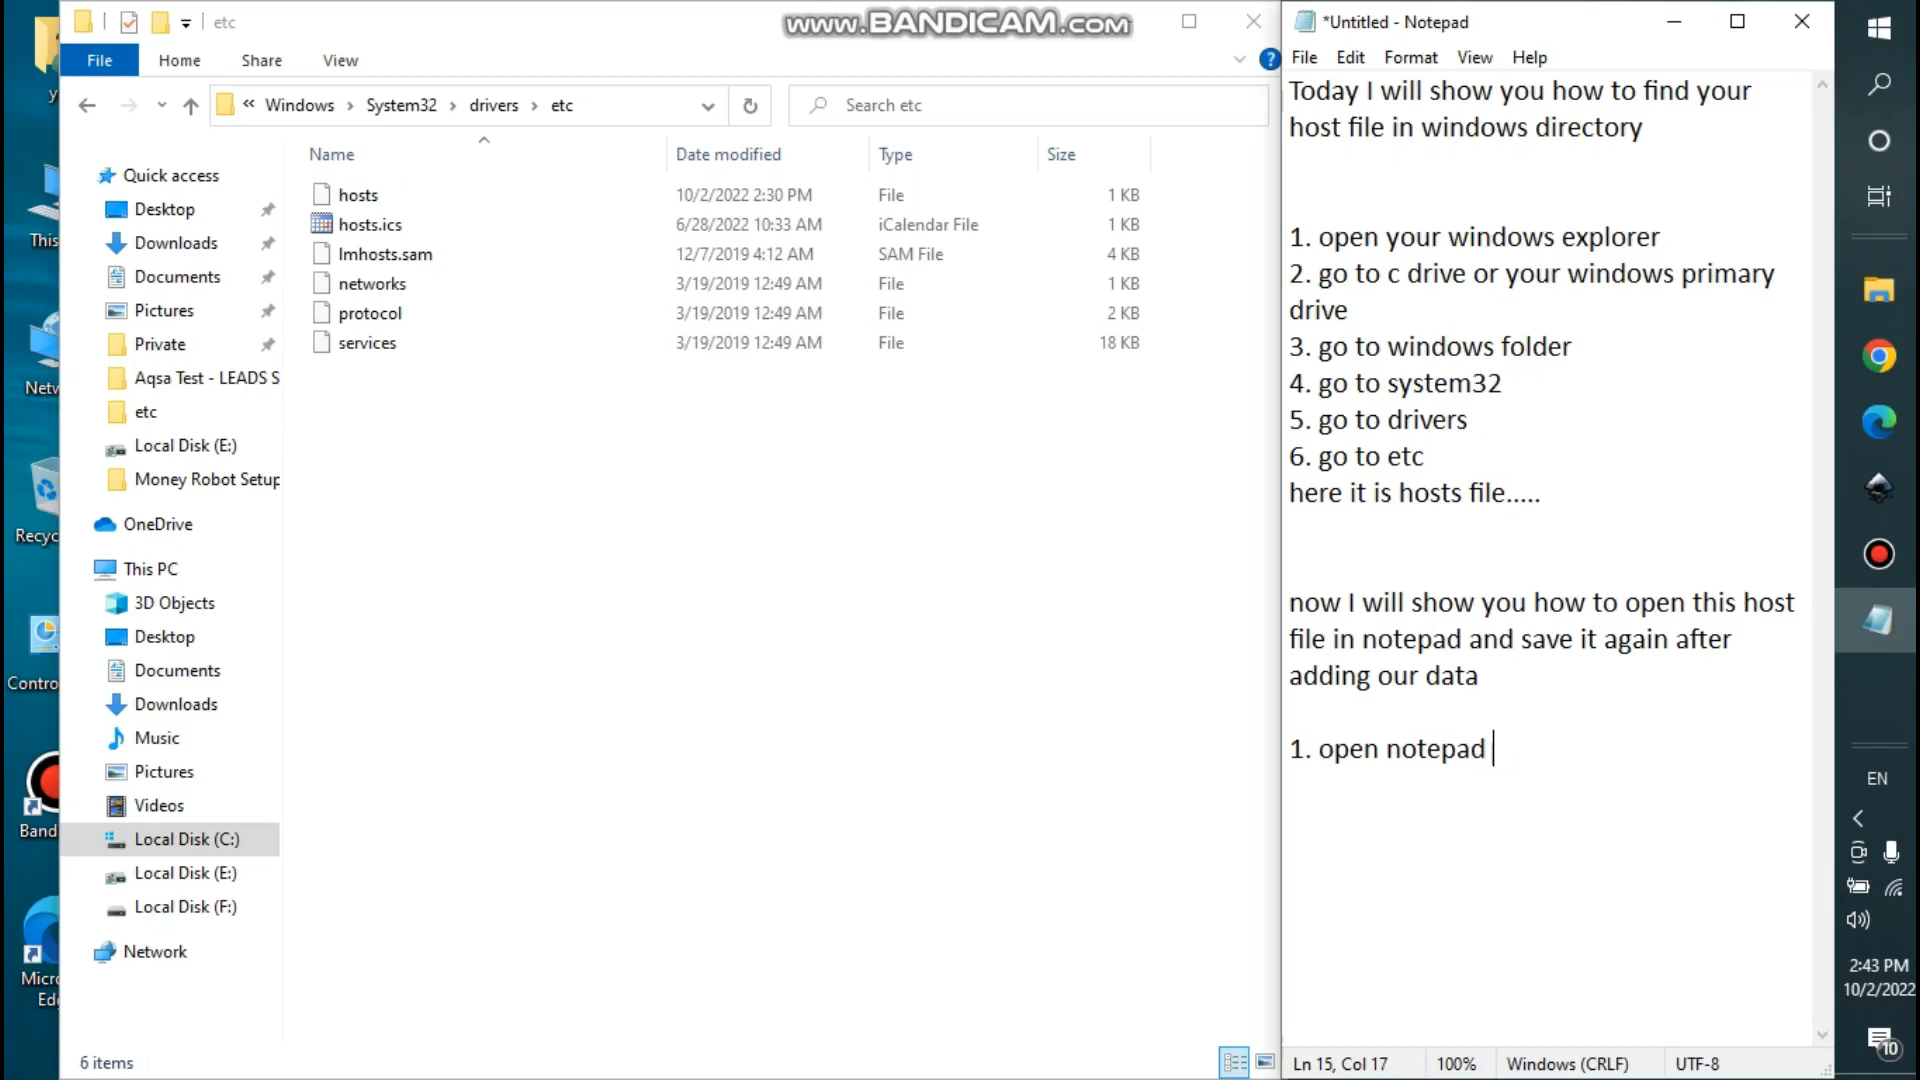 etc
www.BANDICAM.com
File Home Share View
« Windows › System32 › drivers › etc
Search etc
Name Date modified Type Size
hosts 10/2/2022 2:30 PM File 1 KB
hosts.ics 6/28/2022 10:33 AM iCalendar File 1 KB
lmhosts.sam 12/7/2019 4:12 AM SAM File 4 KB
networks 3/19/2019 12:49 AM File 1 KB
protocol 3/19/2019 12:49 AM File 2 KB
services 3/19/2019 12:49 AM File 18 KB
Quick access
Desktop
Downloads
Documents
Pictures
Private
Aqsa Test - LEADS S
etc
Local Disk (E:)
Money Robot Setup
OneDrive
This PC
3D Objects
Desktop
Documents
Downloads
Music
Pictures
Videos
Local Disk (C:)
Local Disk (E:)
Local Disk (F:)
Network
6 items
y
This
Netw
Recyc
Contro
Band
Micr
Ed
*Untitled - Notepad
File Edit Format View Help
Today I will show you how to find your
host file in windows directory
1. open your windows explorer
2. go to c drive or your windows primary
drive
3. go to windows folder
4. go to system32
5. go to drivers
6. go to etc
here it is hosts file.....
now I will show you how to open this host
file in notepad and save it again after
adding our data
1. open notepad
Ln 15, Col 17 100% Windows (CRLF) UTF-8
EN
2:43 PM
10/2/2022
10